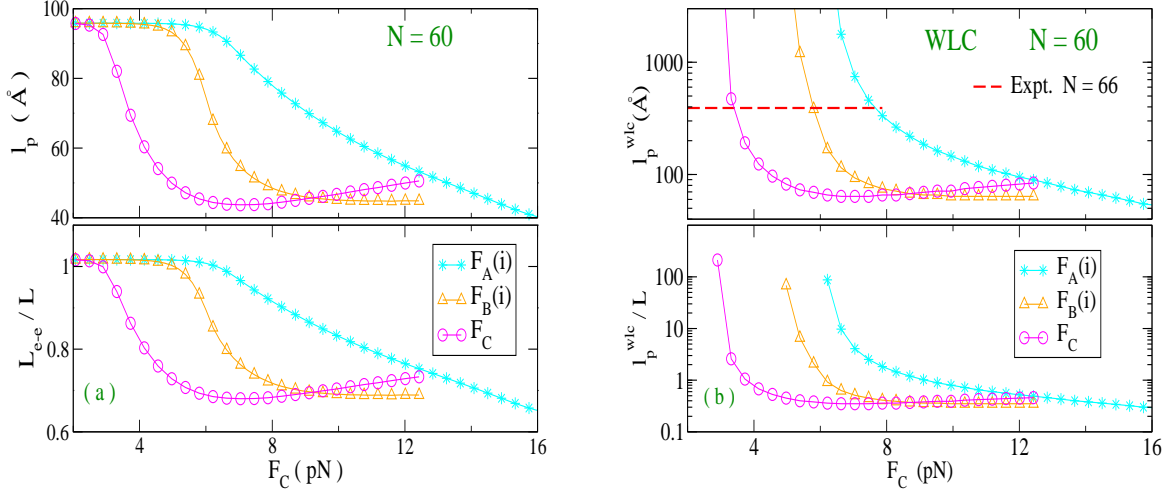 100
80
60
40
l_p ( Å )
N = 60
1
0.8
0.6
L_e-e / L
F_A(i)
F_B(i)
F_C
( a )
4 8 12 16
F_C ( pN )
1000
100
l_p^wlc (Å)
WLC N = 60
Expt. N = 66
100
10
1
0.1
l_p^wlc / L
F_A(i)
F_B(i)
F_C
( b )
4 8 12 16
F_C (pN)